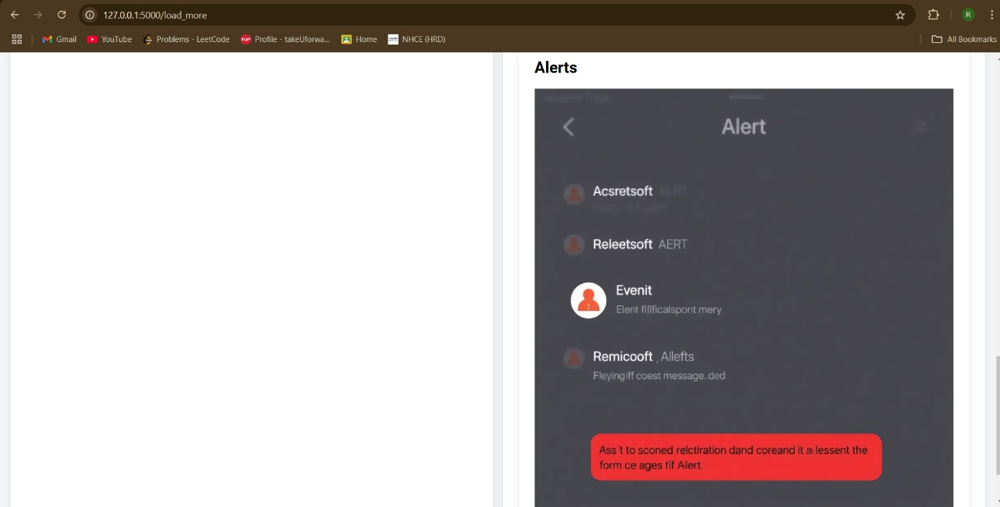 127.0.0.1:5000/load_more
R
Gmail
YouTube
Problems - LeetCode
TUF
Profile - takeUforwa...
Home
NHCE (HRD)
All Bookmarks
Alerts
Alert
Acsretsoft ALERT
Releetsoft AERT
Evenit
Elent fillficalspont mery
Remicooft , Allefts
Fleyingiff coest message..ded
Ass't to sconed relctiration dand coreand it a lessent the
form ce ages fif Alert.